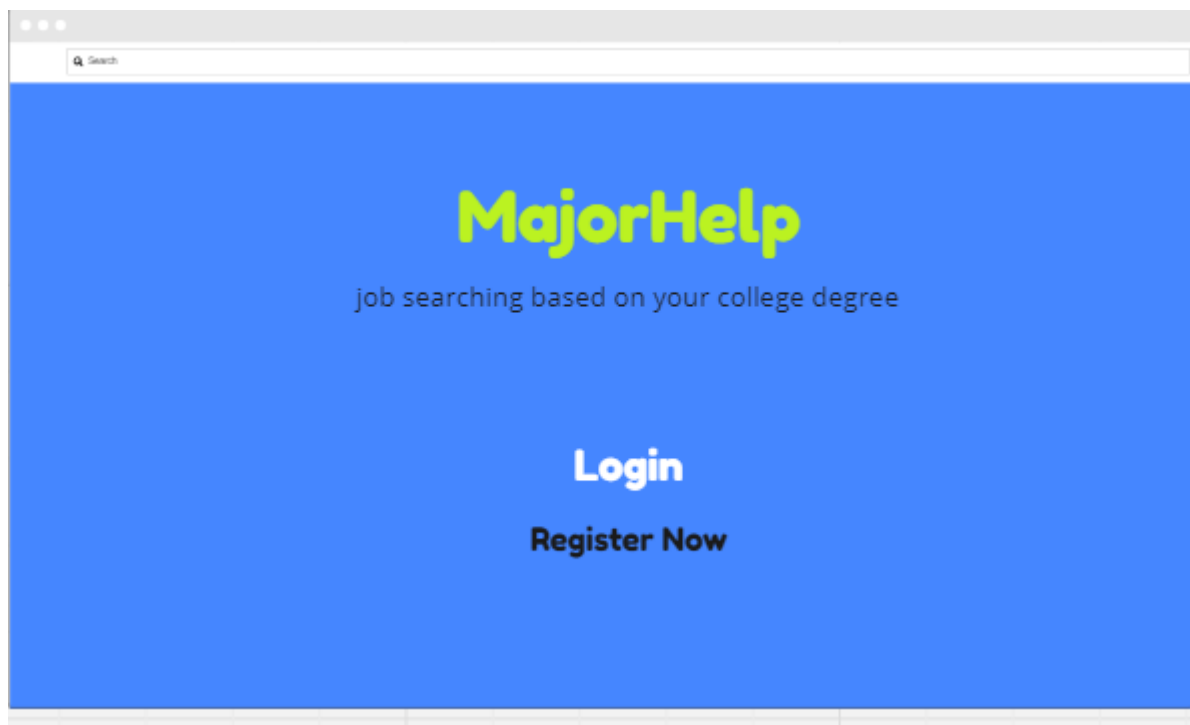 Search
MajorHelp
job searching based on your college degree
Login
Register Now